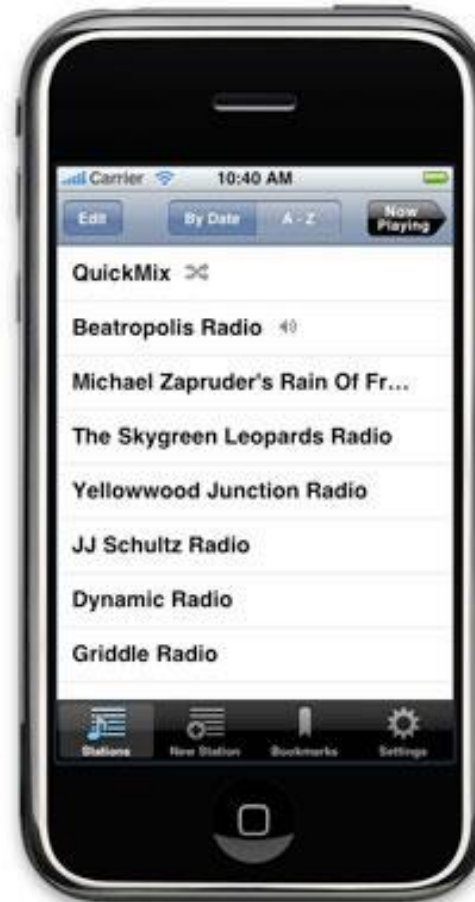 Carrier 10:40 AM
Edit By Date A - Z Now Playing
QuickMix
Beatropolis Radio
Michael Zapruder's Rain Of Fr...
The Skygreen Leopards Radio
Yellowwood Junction Radio
JJ Schultz Radio
Dynamic Radio
Griddle Radio
Stations New Station Bookmarks Settings